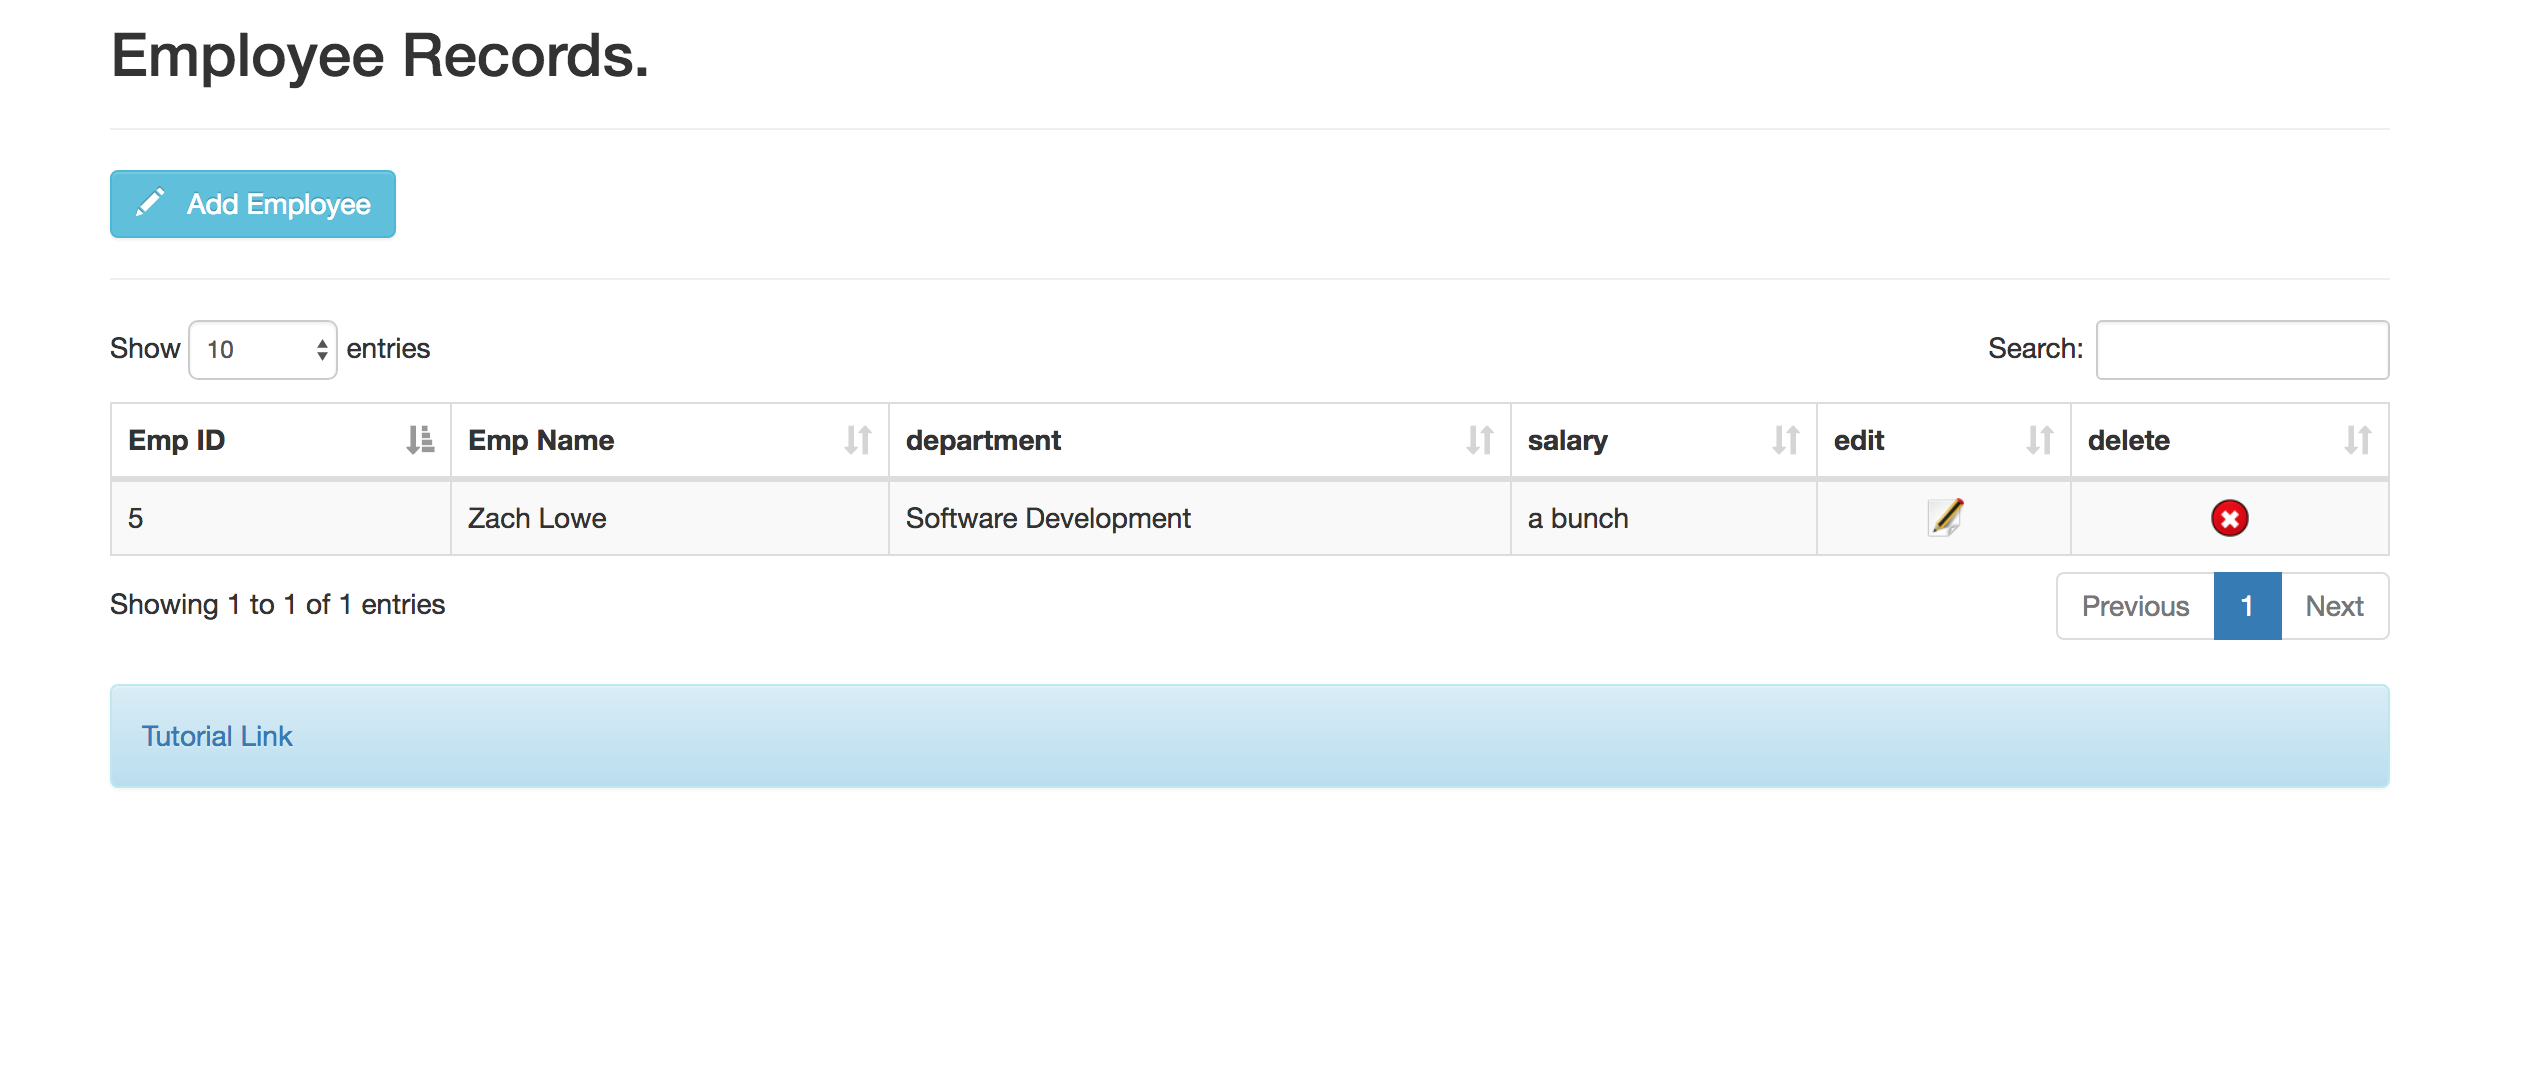 Employee Records.
Add Employee
Show 10 entries Search:
Emp ID Emp Name department salary edit delete
5 Zach Lowe Software Development a bunch
Showing 1 to 1 of 1 entries Previous 1 Next
Tutorial Link